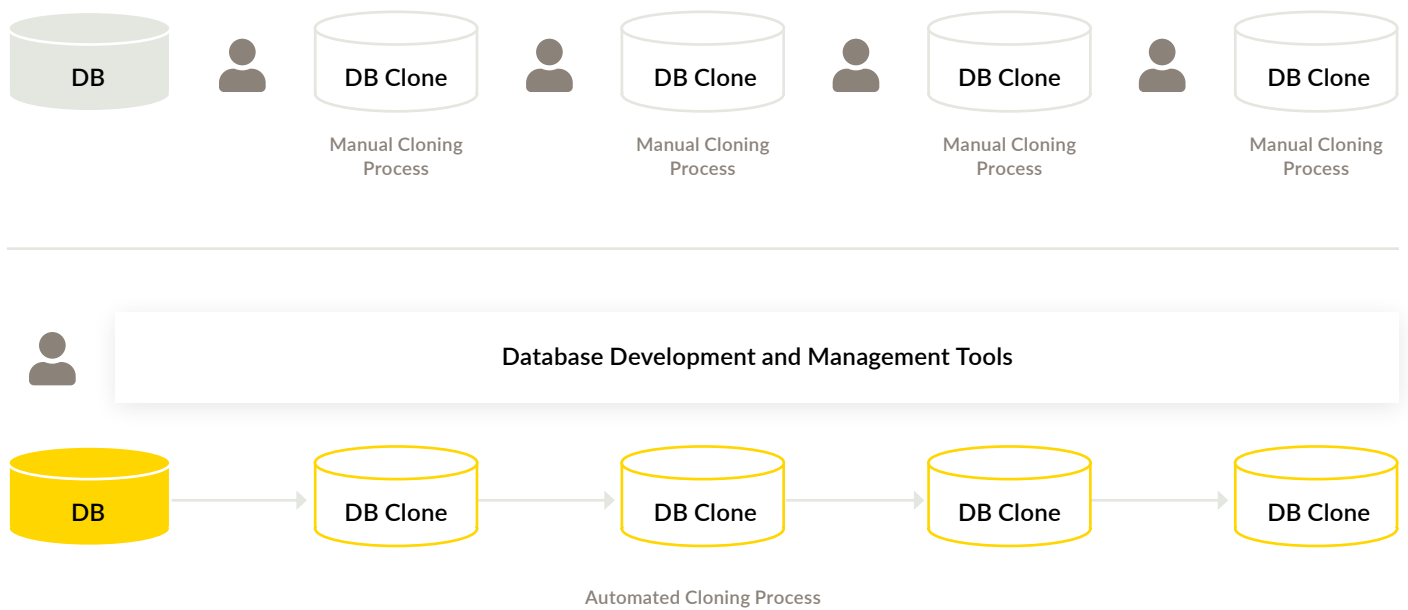 DB
DB Clone
DB Clone
DB Clone
DB Clone
Manual Cloning
Process
Manual Cloning
Process
Manual Cloning
Process
Manual Cloning
Process
Database Development and Management Tools
DB
DB Clone
DB Clone
DB Clone
DB Clone
Automated Cloning Process